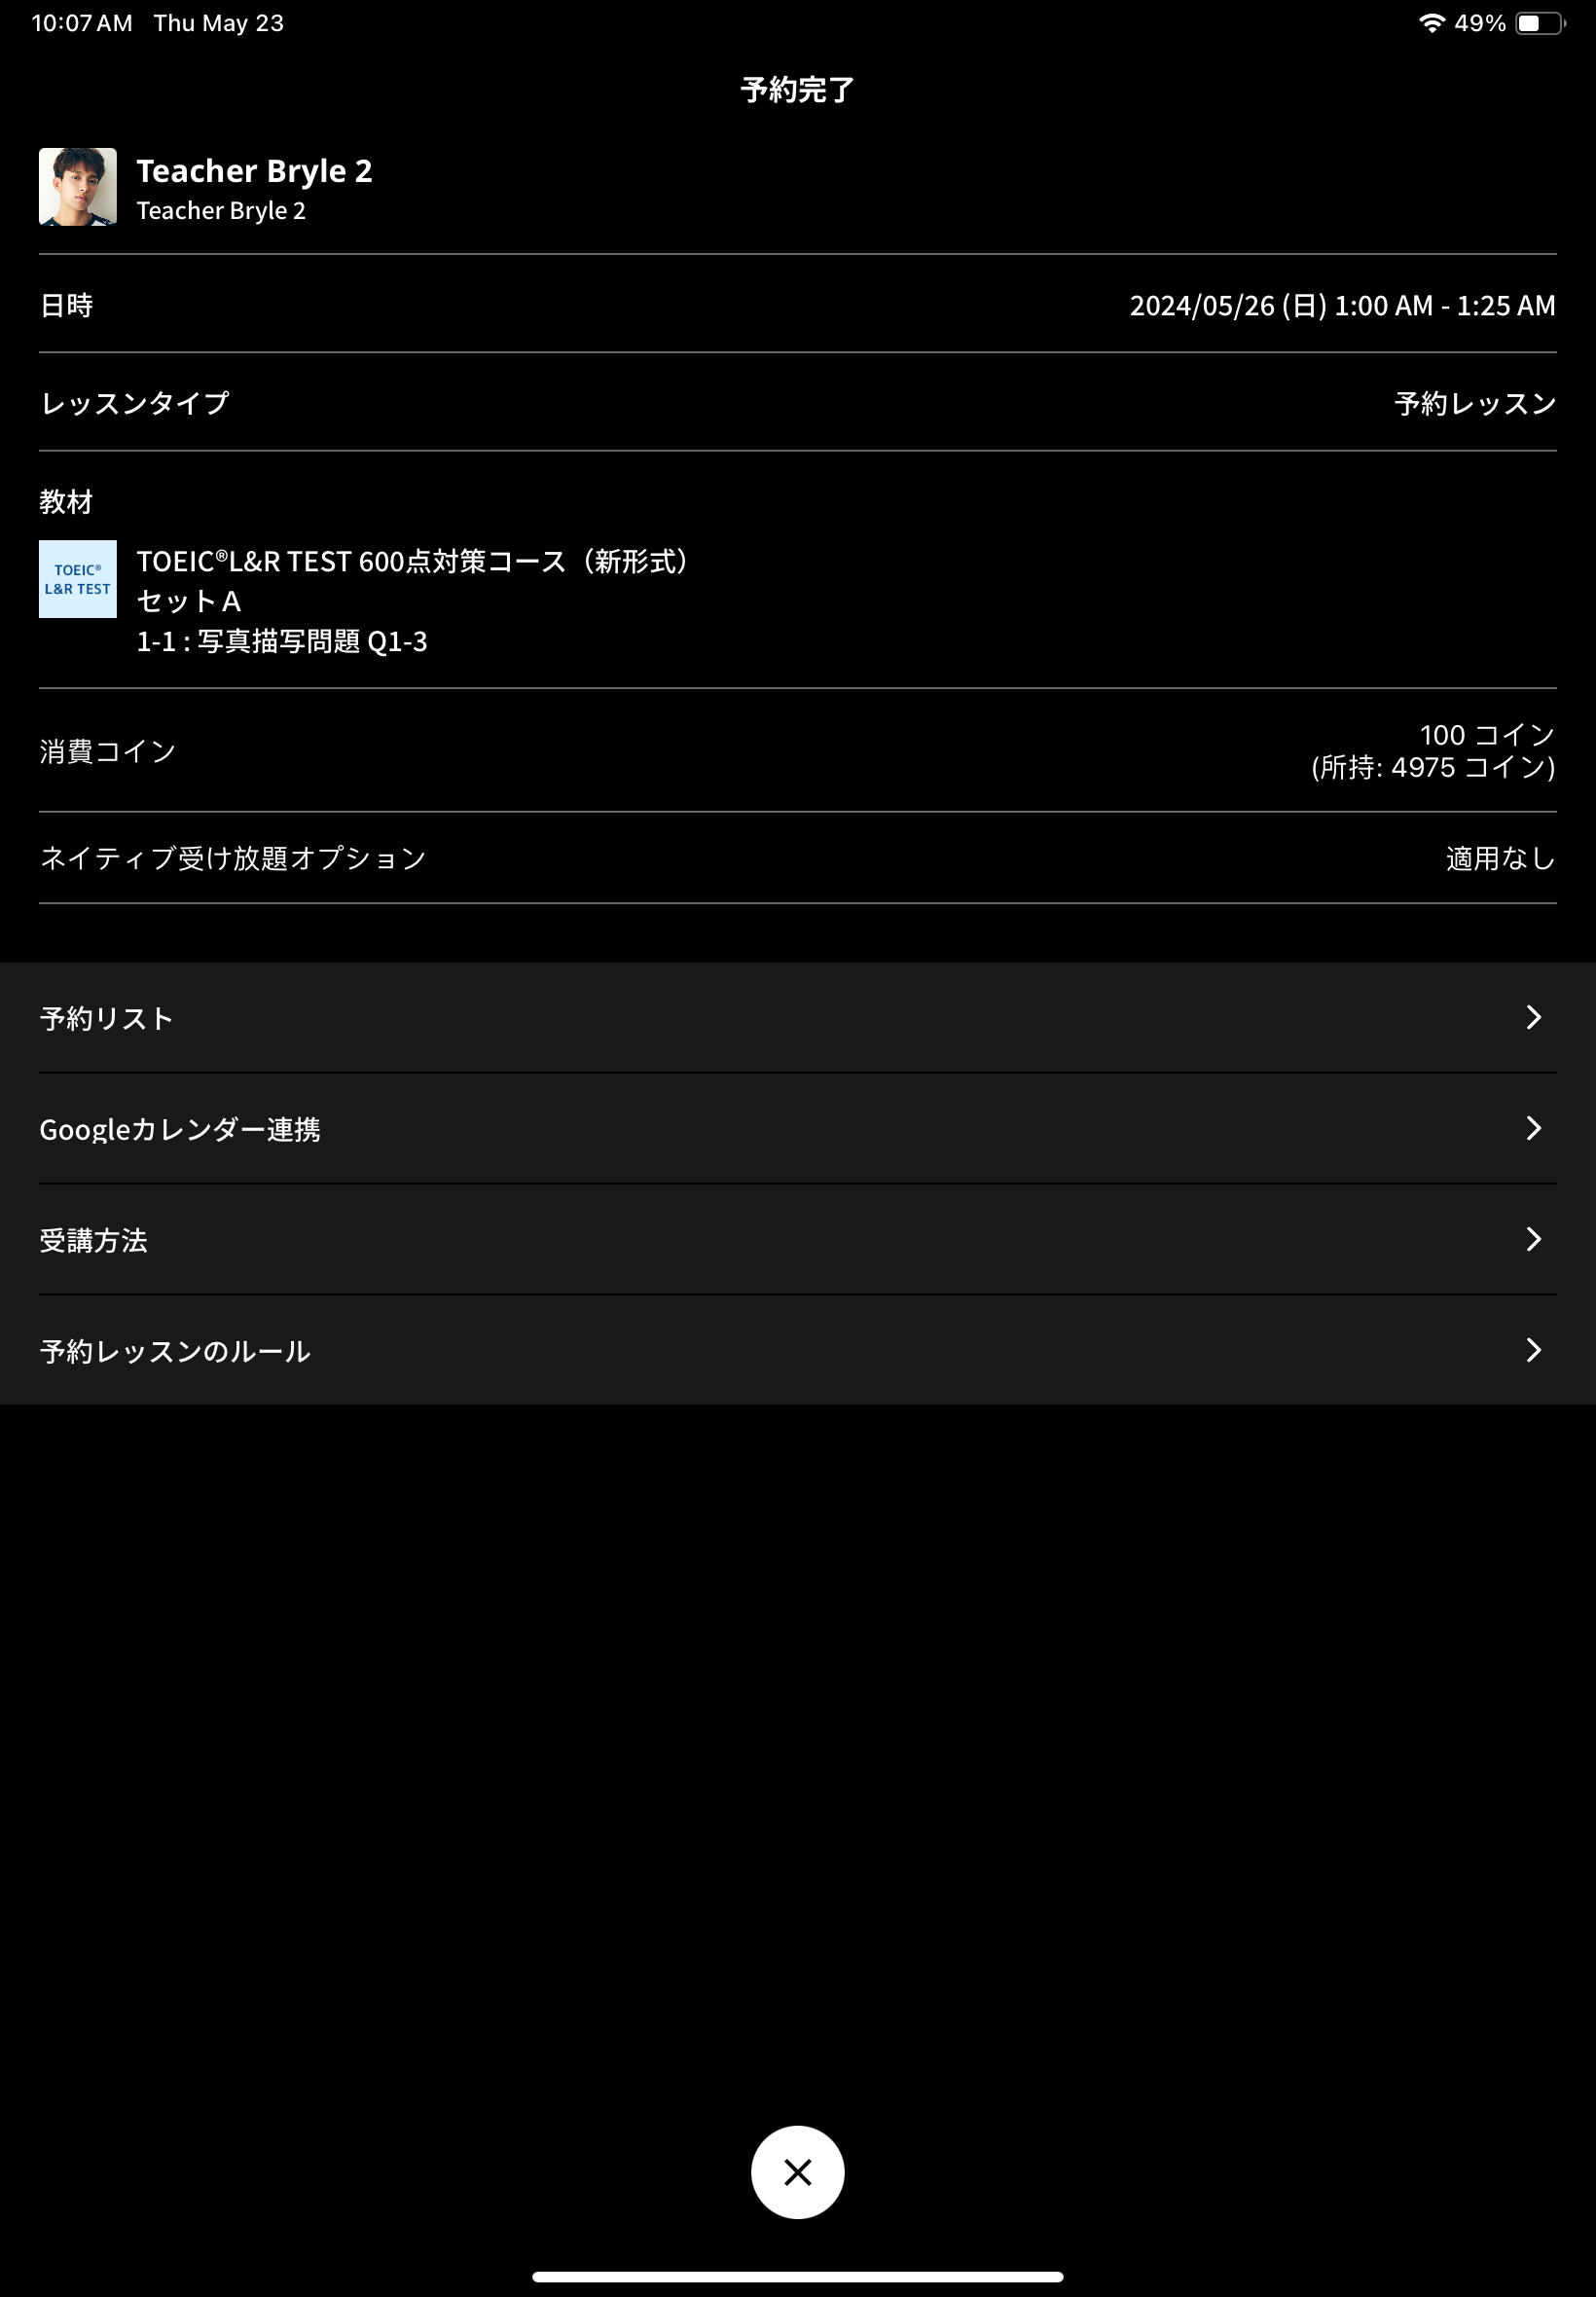 10:07 AM Thu May 23
49%
予約完了
Teacher Bryle 2
Teacher Bryle 2
日時
2024/05/26 (日) 1:00 AM - 1:25 AM
レッスンタイプ
予約レッスン
教材
TOEIC®
L&R TEST
TOEIC®L&R TEST 600点対策コース（新形式）
セットＡ
1-1 : 写真描写問題 Q1-3
消費コイン
100 コイン
(所持: 4975 コイン)
ネイティブ受け放題オプション
適用なし
予約リスト
Googleカレンダー連携
受講方法
予約レッスンのルール